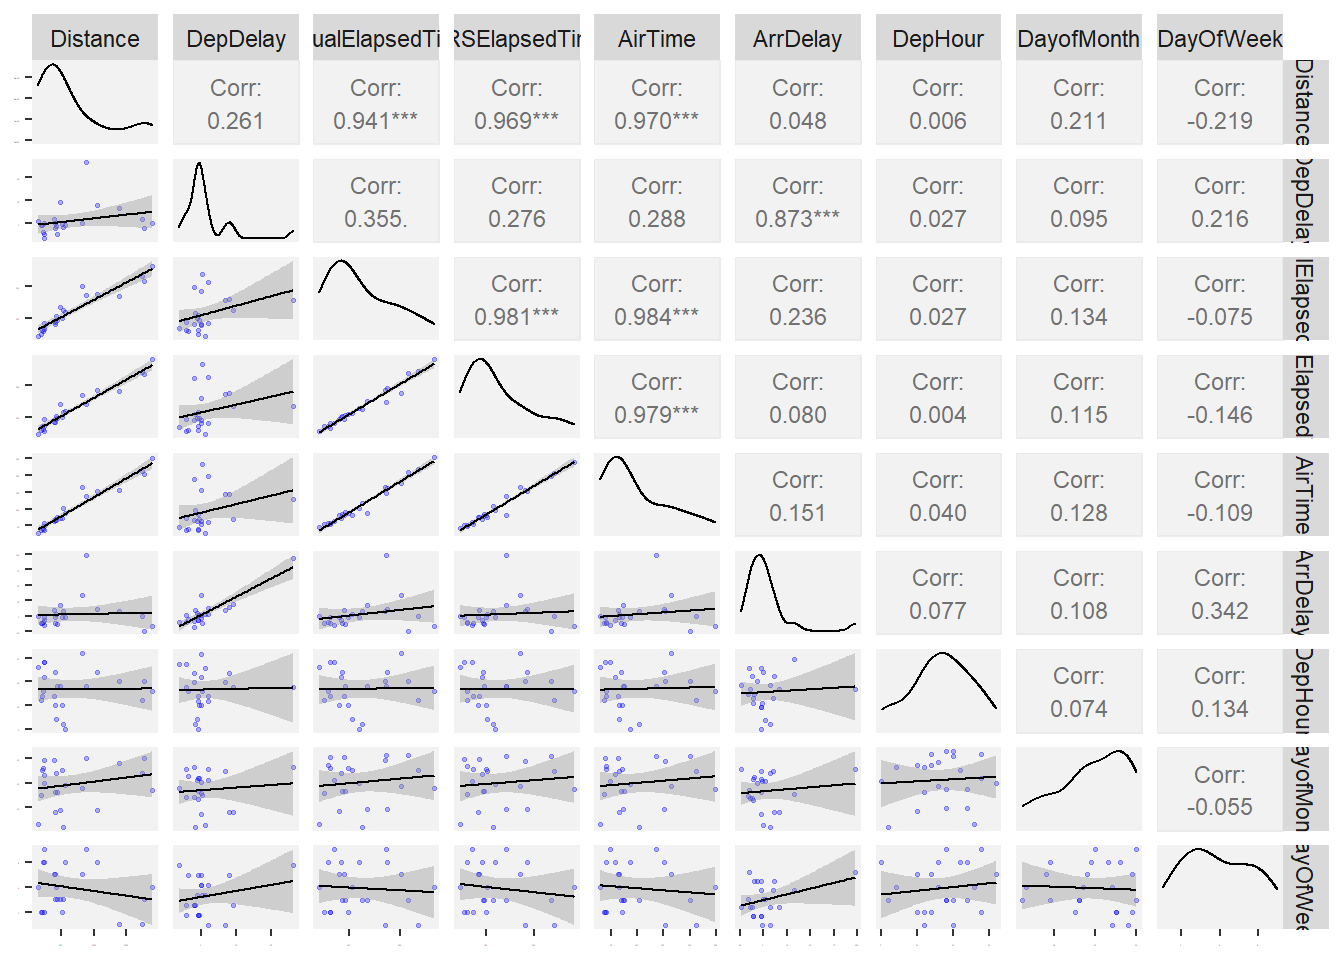 Distance DepDelay ualElapsedTi RSElapsedTim AirTime ArrDelay DepHour DayofMonth DayOfWeek
Corr: Corr: Corr: Corr: Corr: Corr: Corr: Corr:
0.261 0.941*** 0.969*** 0.970*** 0.048 0.006 0.211 -0.219
Distance
Corr: Corr: Corr: Corr: Corr: Corr: Corr:
0.355. 0.276 0.288 0.873*** 0.027 0.095 0.216
DepDelay
Corr: Corr: Corr: Corr: Corr: Corr:
0.981*** 0.984*** 0.236 0.027 0.134 -0.075
lElapsed
Corr: Corr: Corr: Corr: Corr:
0.979*** 0.080 0.004 0.115 -0.146
Elapsed
Corr: Corr: Corr: Corr:
0.151 0.040 0.128 -0.109
AirTime
Corr: Corr: Corr:
0.077 0.108 0.342
ArrDelay
Corr: Corr:
0.074 0.134
DepHour
Corr:
-0.055
ayofMon
ayOfWee